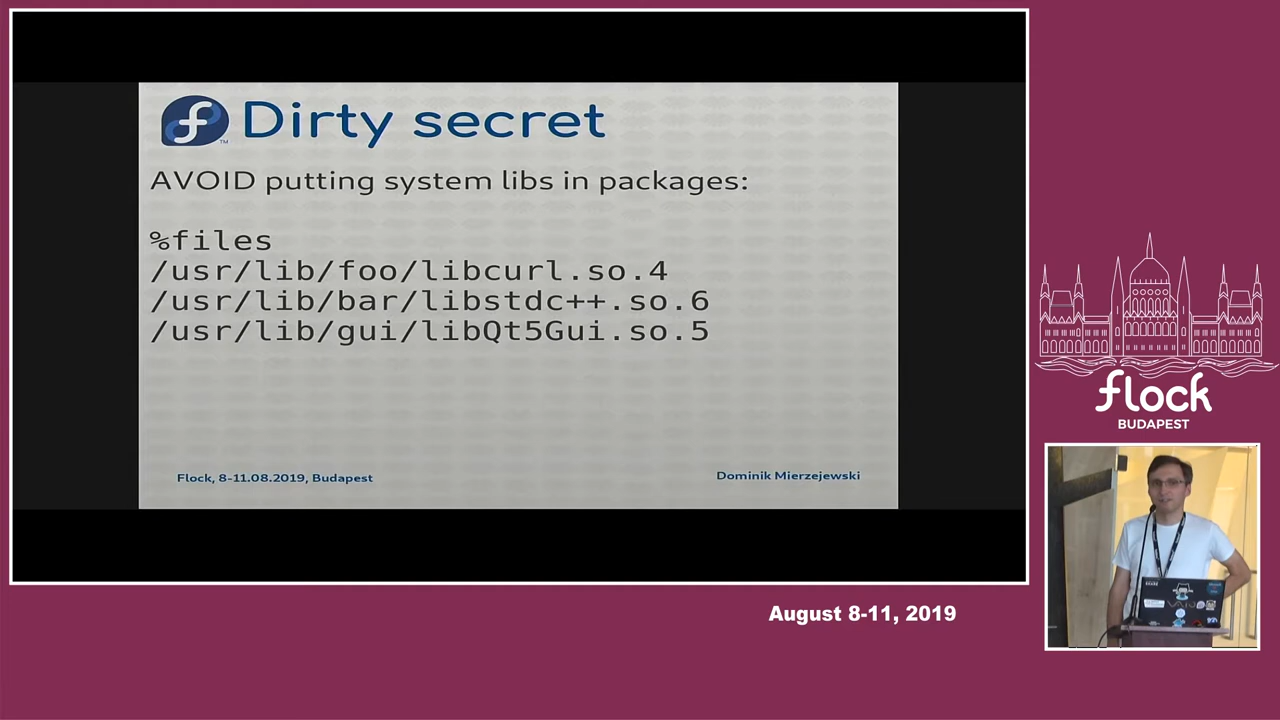 Dirty secret
AVOID putting system libs in packages:
%files
/usr/lib/foo/libcurl.so.4
/usr/lib/bar/libstdc++.so.6
/usr/lib/gui/libQt5Gui.so.5
Flock, 8-11.08.2019, Budapest
Dominik Mierzejewski
flock
BUDAPEST
August 8-11, 2019